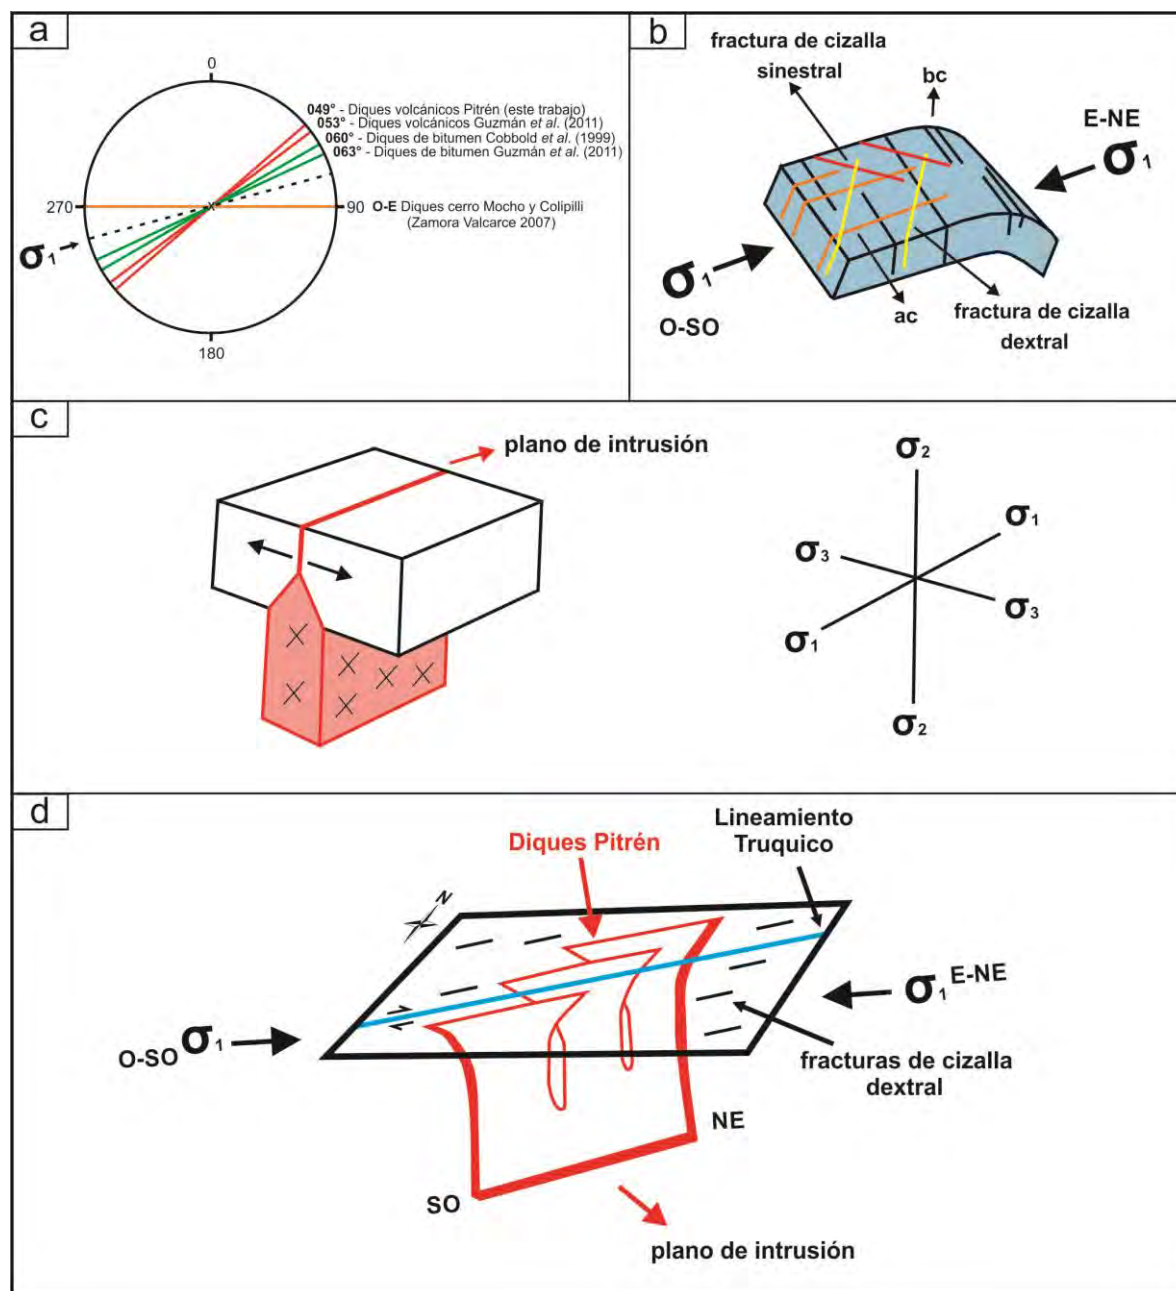 a
0
049° - Diques volcánicos Pitrén (este trabajo)
053° - Diques volcánicos Guzmán et al. (2011)
060° - Diques de bitumen Cobbold et al. (1999)
063° - Diques de bitumen Guzmán et al. (2011)
270
90 O-E Diques cerro Mocho y Colipilli
(Zamora Valcarce 2007)
σ1
180
b
fractura de cizalla
sinestral
bc
E-NE
σ1
σ1
O-SO
ac
fractura de cizalla
dextral
c
plano de intrusión
σ2
σ1
σ3
σ3
σ1
σ2
d
Lineamiento
Truquico
Diques Pitrén
N
σ1 E-NE
O-SO σ1
fracturas de cizalla
dextral
NE
SO
plano de intrusión